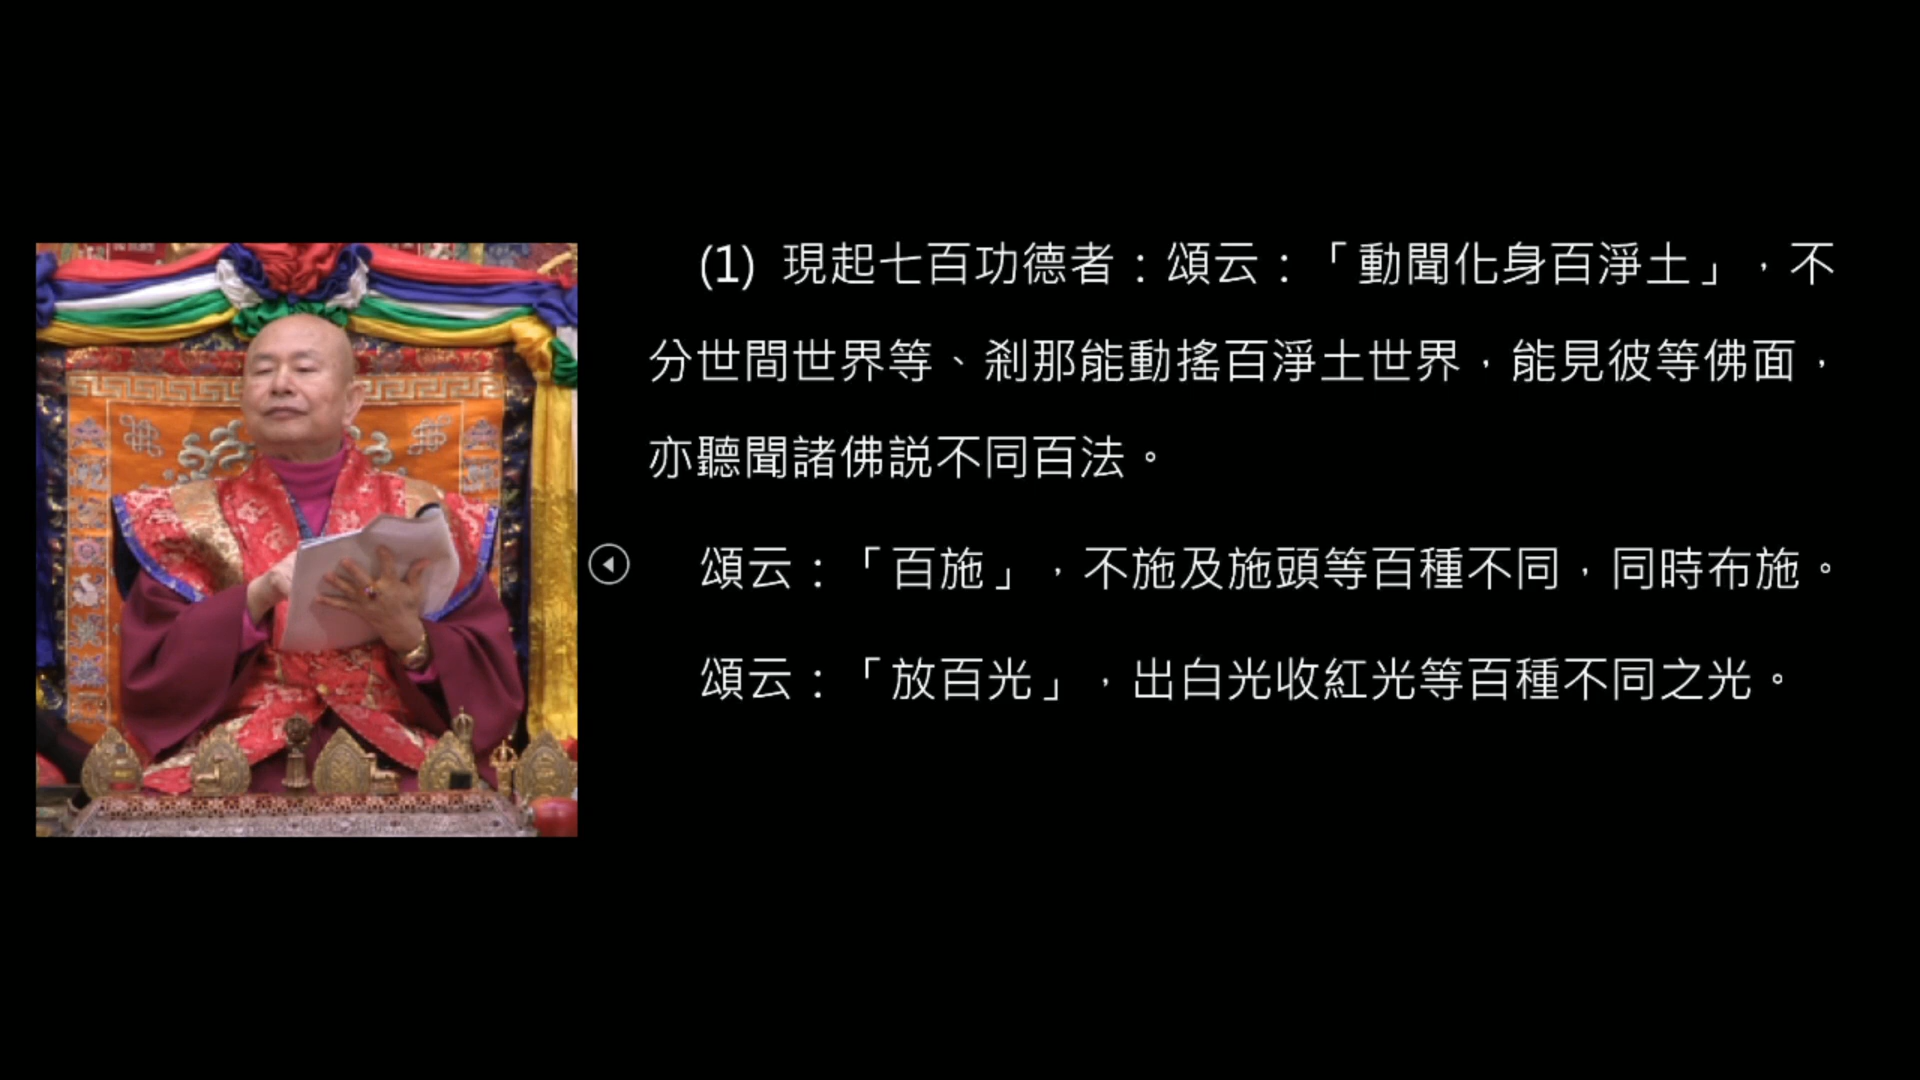 (1) 現起七百功德者：頌云：「動聞化身百淨土」，不
分世間世界等、剎那能動搖百淨土世界，能見彼等佛面，
亦聽聞諸佛説不同百法。
頌云：「百施」，不施及施頭等百種不同，同時布施。
頌云：「放百光」，出白光收紅光等百種不同之光。